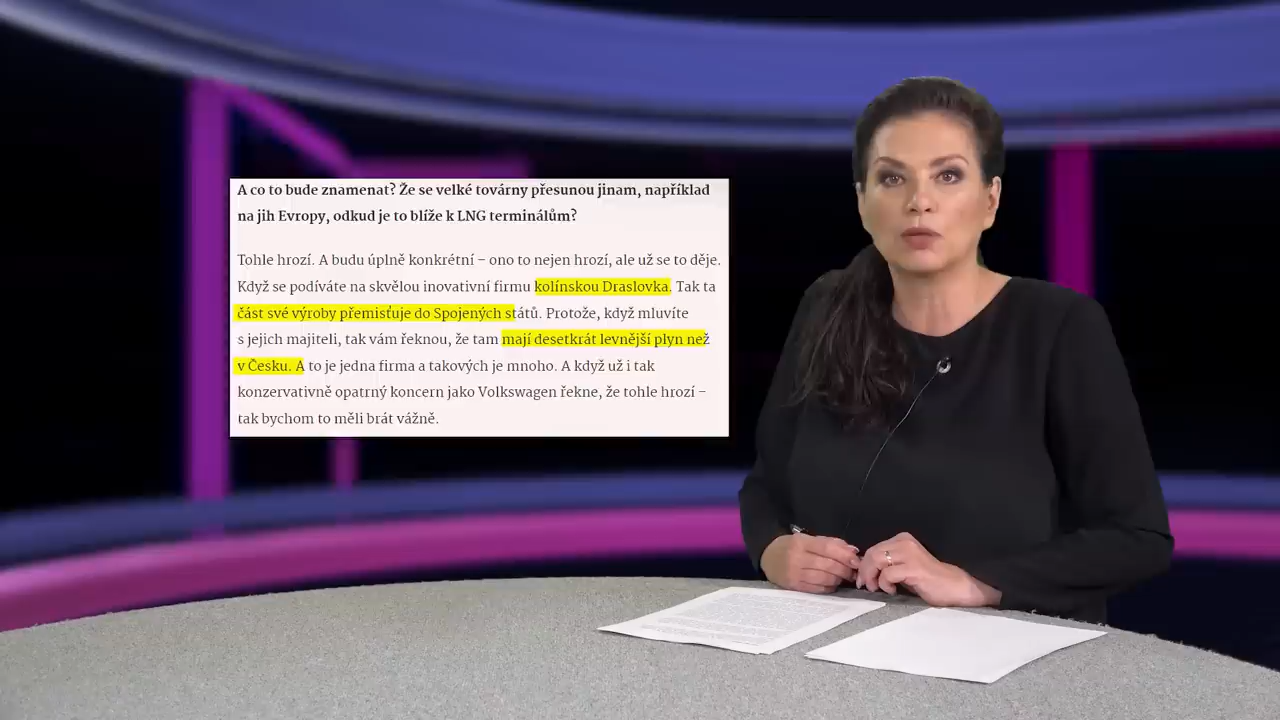 A co to bude znamenat? Že se velké továrny přesunou jinam, například
na jih Evropy, odkud je to blíže k LNG terminálům?
Tohle hrozí. A budu úplně konkrétní – ono to nejen hrozí, ale už se to děje.
Když se podíváte na skvělou inovativní firmu kolínskou Draslovka. Tak ta
část své výroby přemisťuje do Spojených států. Protože, když mluvíte
s jejich majiteli, tak vám řeknou, že tam mají desetkrát levnější plyn než
v Česku. A to je jedna firma a takových je mnoho. A když už i tak
konzervativně opatrný koncern jako Volkswagen řekne, že tohle hrozí –
tak bychom to měli brát vážně.